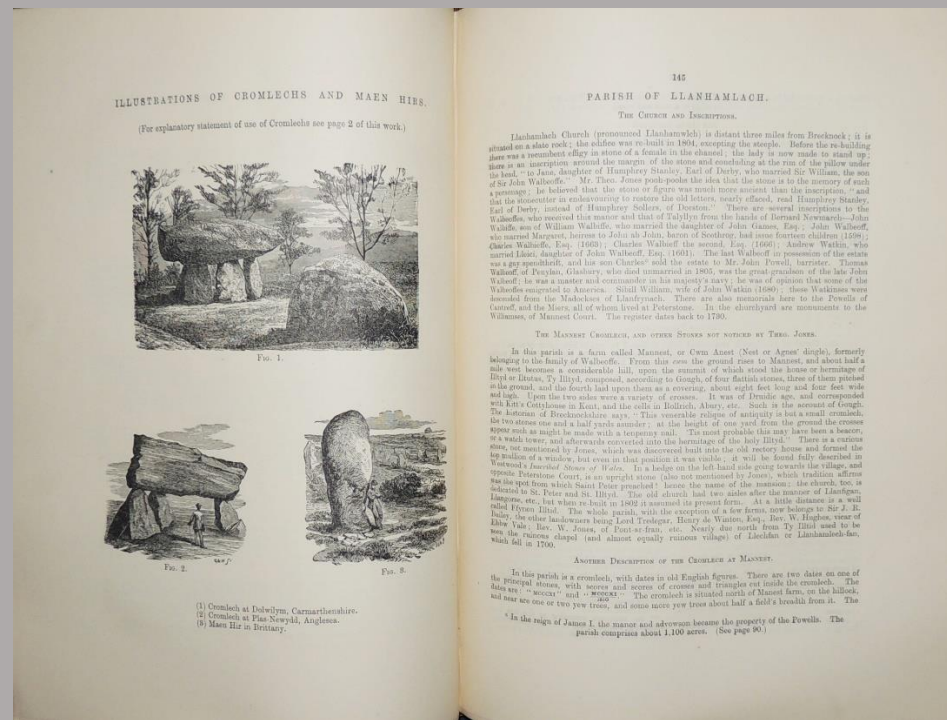 ILLUSTRATIONS OF CROMLECHS AND MAEN HIRS.
(For explanatory statement of use of Cromlechs see page 2 of this work.)
FIG. 1.
FIG. 2.
FIG. 3.
(1) Cromlech at Dolwilym, Carmarthenshire.
(2) Cromlech at Plas-Newydd, Anglesea.
(3) Maen Hir in Brittany.
145
PARISH OF LLANHAMLACH.
THE CHURCH AND INSCRIPTIONS.
Llanhamlach Church (pronounced Llanhamwlch) is distant three miles from Brecknock; it is
situated on a slate rock; the edifice was re-built in 1804, excepting the steeple. Before the re-building
there was a recumbent effigy in stone of a female in the chancel; the lady is now made to stand up;
there is an inscription around the margin of the stone and concluding at the rim of the pillow under
the head, "to Jane, daughter of Humphrey Stanley, Earl of Derby, who married Sir William, the son
of Sir John Walbeoffe." Mr. Theo. Jones pooh-poohs the idea that the stone is to the memory of such
a personage; he believed that the stone or figure was much more ancient than the inscription, "and
that the stonecutter in endeavouring to restore the old letters, nearly effaced, read Humphrey Stanley,
Earl of Derby, instead of Humphrey Sollers, of Dorston." There are several inscriptions to the
Walbeoffes, who received this manor and that of Talyllyn from the hands of Bernard Newmarch—John
Walbiffe, son of William Walbiffe, who married the daughter of John Games, Esq.; John Walbeoff,
who married Margaret, heiress to John ab John, baron of Scethrog, had issue fourteen children (1598;
Charles Walbieffe, Esq. (1665); Charles Walbieff the second, Esq. (1666); Andrew Watkin, who
married Lleici, daughter of John Walbeoff, Esq. (1601). The last Walbeoff in possession of the estate
was a gay spendthrift, and his son Charles* sold the estate to Mr. John Powell, barrister. Thomas
Walbeoff, of Penylan, Glasbury, who died unmarried in 1805, was the great-grandson of the late John
Walbeoff; he was a master and commander in his majesty's navy; he was of opinion that some of the
Walbeoffes emigrated to America. Sibull William, wife of John Watkin (1680); these Watkinses were
descended from the Madockscs of Llanfrynach. There are also memorials here to the Powells of
Cantreff, and the Miers, all of whom lived at Peterstone. In the churchyard are monuments to the
Williamses, of Mannest Court. The register dates back to 1790.
THE MANNEST CROMLECH, AND OTHER STONES NOT NOTICED BY THEO. JONES.
In this parish is a farm called Mannest, or Cwm Anest (Nest or Agnes' dingle), formerly
belonging to the family of Walbeoffe. From this cwm the ground rises to Mannest, and about half a
mile west becomes a considerable hill, upon the summit of which stood the house or hermitage of
Illtyd or Iltutus, Ty Illtyd, composed, according to Gough, of four flattish stones, three of them pitched
in the ground, and the fourth laid upon them as a covering, about eight feet long and four feet wide
and high. Upon the two sides were a variety of crosses. It was of Druidic age, and corresponded
with Kitt's Cottyhouse in Kent, and the cells in Rollrich, Abury, etc. Such is the account of Gough.
The historian of Brecknockshire says, "This venerable relique of antiquity is but a small cromlech,
the two stones one and a half yards asunder; at the height of one yard from the ground the crosses
appear such as might be made with a tenpenny nail. 'Tis most probable this may have been a beacon,
or a watch tower, and afterwards converted into the hermitage of the holy Illtyd." There is a curious
stone, not mentioned by Jones, which was discovered built into the old rectory house and formed the
top mullion of a window, but even in that position it was visible; it will be found fully described in
Westwood's Inscribed Stones of Wales. In a hedge on the left-hand side going towards the village, and
opposite Peterstone Court, is an upright stone (also not mentioned by Jones), which tradition affirms
was the spot from which Saint Peter preached! hence the name of the mansion; the church, too, is
dedicated to St. Peter and St. Illtyd. The old church had two aisles after the manner of Llanfigan,
Llangorse, etc., but when re-built in 1802 it assumed its present form. At a little distance is a well
called Ffynon Illtud. The whole parish, with the exception of a few farms, now belongs to Sir J. R.
Bailey, the other landowners being Lord Tredegar, Henry de Winton, Esq., Rev. W. Hughes, vicar of
Ebbw Vale; Rev. W. Jones, of Pont-ar-fran, etc. Nearly due north from Ty Illtud used to be
seen the ruinous chapel (and almost equally ruinous village) of Llechfan or Llanhamlech-fan,
which fell in 1700.
ANOTHER DESCRIPTION OF THE CROMLECH AT MANNEST.
In this parish is a cromlech, with dates in old English figures. There are two dates on one of
the principal stones, with scores and scores of crosses and triangles cut inside the cromlech. The
dates are: "MCCCXI" and "MCCCXI The cromlech is situated north of Manest farm, on the hillock,
and near are one or two yew trees, and some more yew trees about half a field's breadth from it. The
* In the reign of James I. the manor and advowson became the property of the Powells. The
parish comprises about 1,100 acres. (See page 90.)